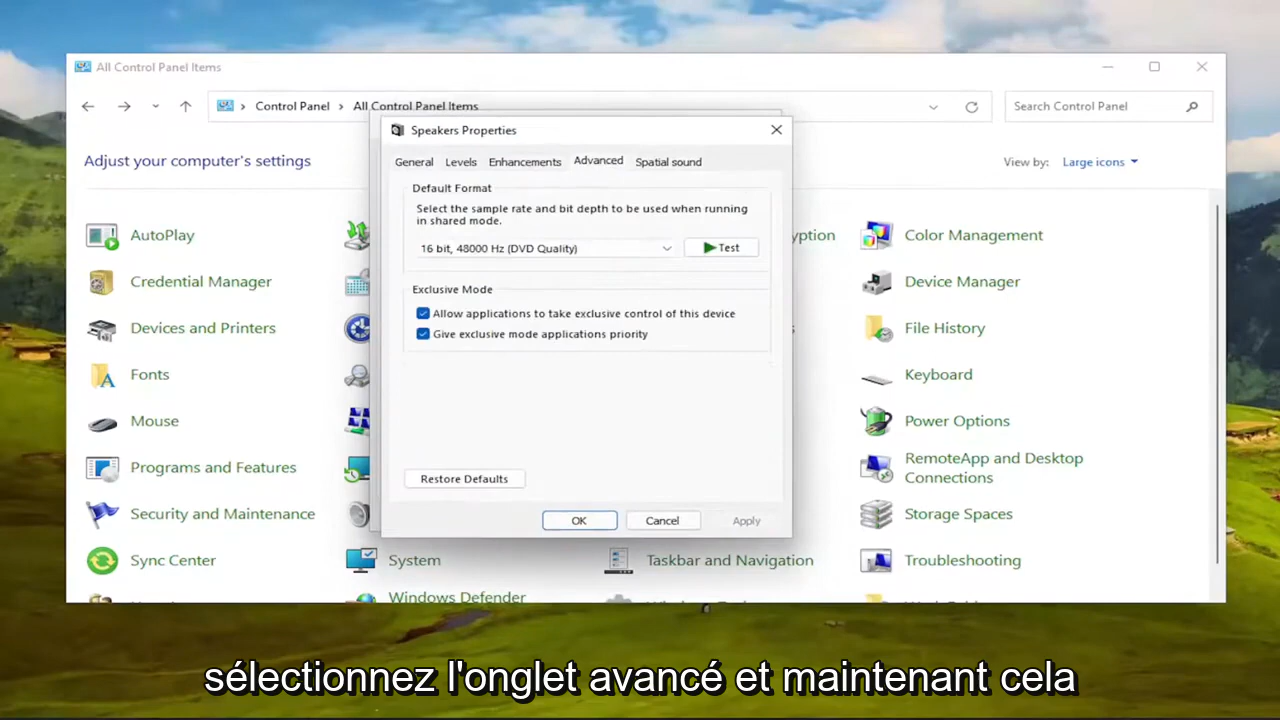 All Control Panel Items
Control Panel > All Control Panel Items
Search Control Panel
Speakers Properties
Adjust your computer's settings
View by: Large icons
General Levels Enhancements Advanced Spatial sound
Default Format
Select the sample rate and bit depth to be used when running
in shared mode.
16 bit, 48000 Hz (DVD Quality)
Test
Exclusive Mode
Allow applications to take exclusive control of this device
Give exclusive mode applications priority
Restore Defaults
OK Cancel Apply
AutoPlay
yption
Color Management
Credential Manager
Device Manager
Devices and Printers
File History
Fonts
Keyboard
Mouse
Power Options
Programs and Features
RemoteApp and Desktop
Connections
Security and Maintenance
Storage Spaces
Sync Center
System
Taskbar and Navigation
Troubleshooting
Windows Defender
sélectionnez l'onglet avancé et maintenant cela